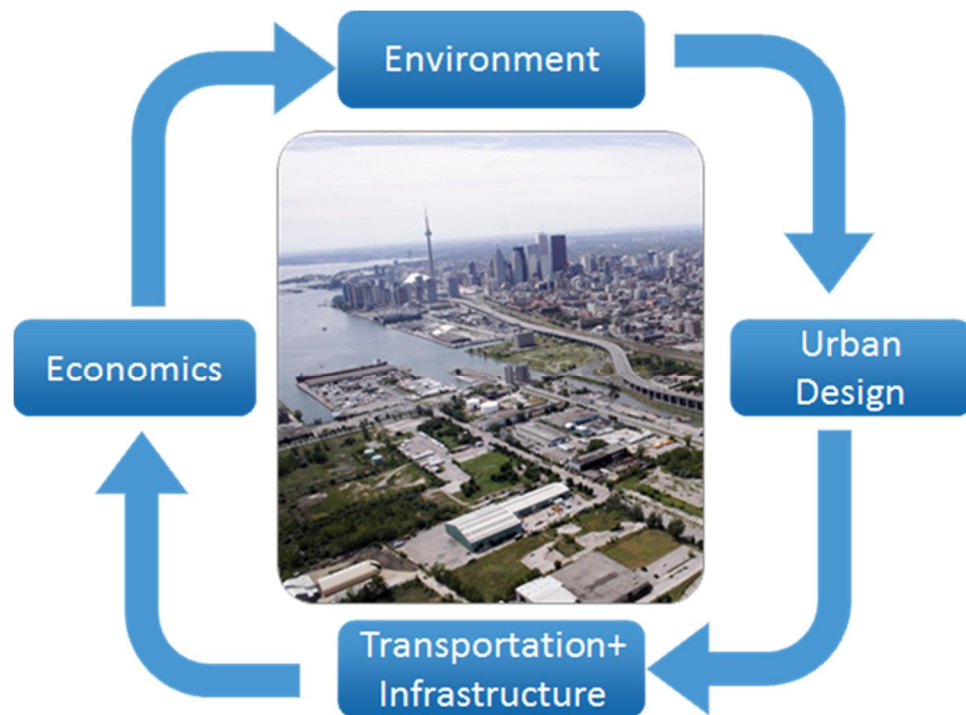 Environment
Urban
Design
Transportation+
Infrastructure
Economics